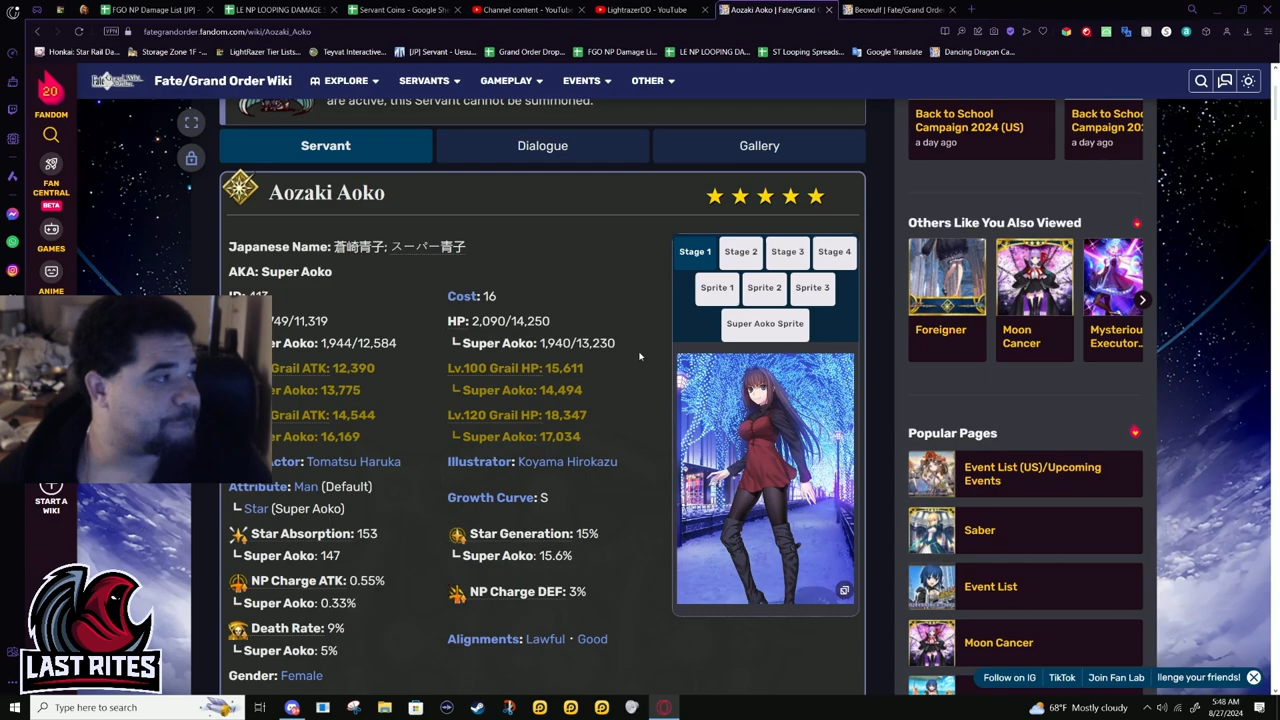 FGO NP Damage List [JP] -
LE NP LOOPING DAMAGE
Servant Coins - Google Sh
Channel content - YouTube
LightrazerDD - YouTube
Aozaki Aoko | Fate/Grand
Beowulf | Fate/Grand Ord
VPN
fategrandorder.fandom.com/wiki/Aozaki_Aoko
Honkai: Star Rail Da...
Storage Zone 1F -...
LightRazer Tier Lists...
Teyvat Interactive...
[JP] Servant - Uesu...
Grand Order Drop...
FGO NP Damage Li...
LE NP LOOPING DA...
ST Looping Spreads...
Google Translate
Dancing Dragon Ca...
20
FANDOM
FAN
CENTRAL
BETA
GAMES
ANIME
START A
WIKI
Fate/Grand Order Wiki
EXPLORE
SERVANTS
GAMEPLAY
EVENTS
OTHER
are active, this Servant cannot be summoned.
Servant
Dialogue
Gallery
Aozaki Aoko
Japanese Name: 蒼崎青子; スーパー青子
AKA: Super Aoko
Cost: 16
49/11,319
HP: 2,090/14,250
Super Aoko: 1,944/12,584
Super Aoko: 1,940/13,230
Grail ATK: 12,390
Lv.100 Grail HP: 15,611
Super Aoko: 13,775
Super Aoko: 14,494
Grail ATK: 14,544
Lv.120 Grail HP: 18,347
Super Aoko: 16,169
Super Aoko: 17,034
Actor: Tomatsu Haruka
Illustrator: Koyama Hirokazu
Attribute: Man (Default)
Star (Super Aoko)
Growth Curve: S
Star Absorption: 153
Super Aoko: 147
Star Generation: 15%
Super Aoko: 15.6%
NP Charge ATK: 0.55%
Super Aoko: 0.33%
NP Charge DEF: 3%
Death Rate: 9%
Super Aoko: 5%
Alignments: Lawful・Good
Gender: Female
Stage 1
Stage 2
Stage 3
Stage 4
Sprite 1
Sprite 2
Sprite 3
Super Aoko Sprite
Back to School
Campaign 2024 (US)
a day ago
Back to School
Campaign 202
a day ago
Others Like You Also Viewed
Foreigner
Moon
Cancer
Mysteriou
Executor...
Popular Pages
Event List (US)/Upcoming
Events
Saber
Event List
Moon Cancer
Follow on IG
TikTok
Join Fan Lab
llenge your friends!
LAST RITES
Type here to search
68°F Mostly cloudy
5:48 AM
8/27/2024